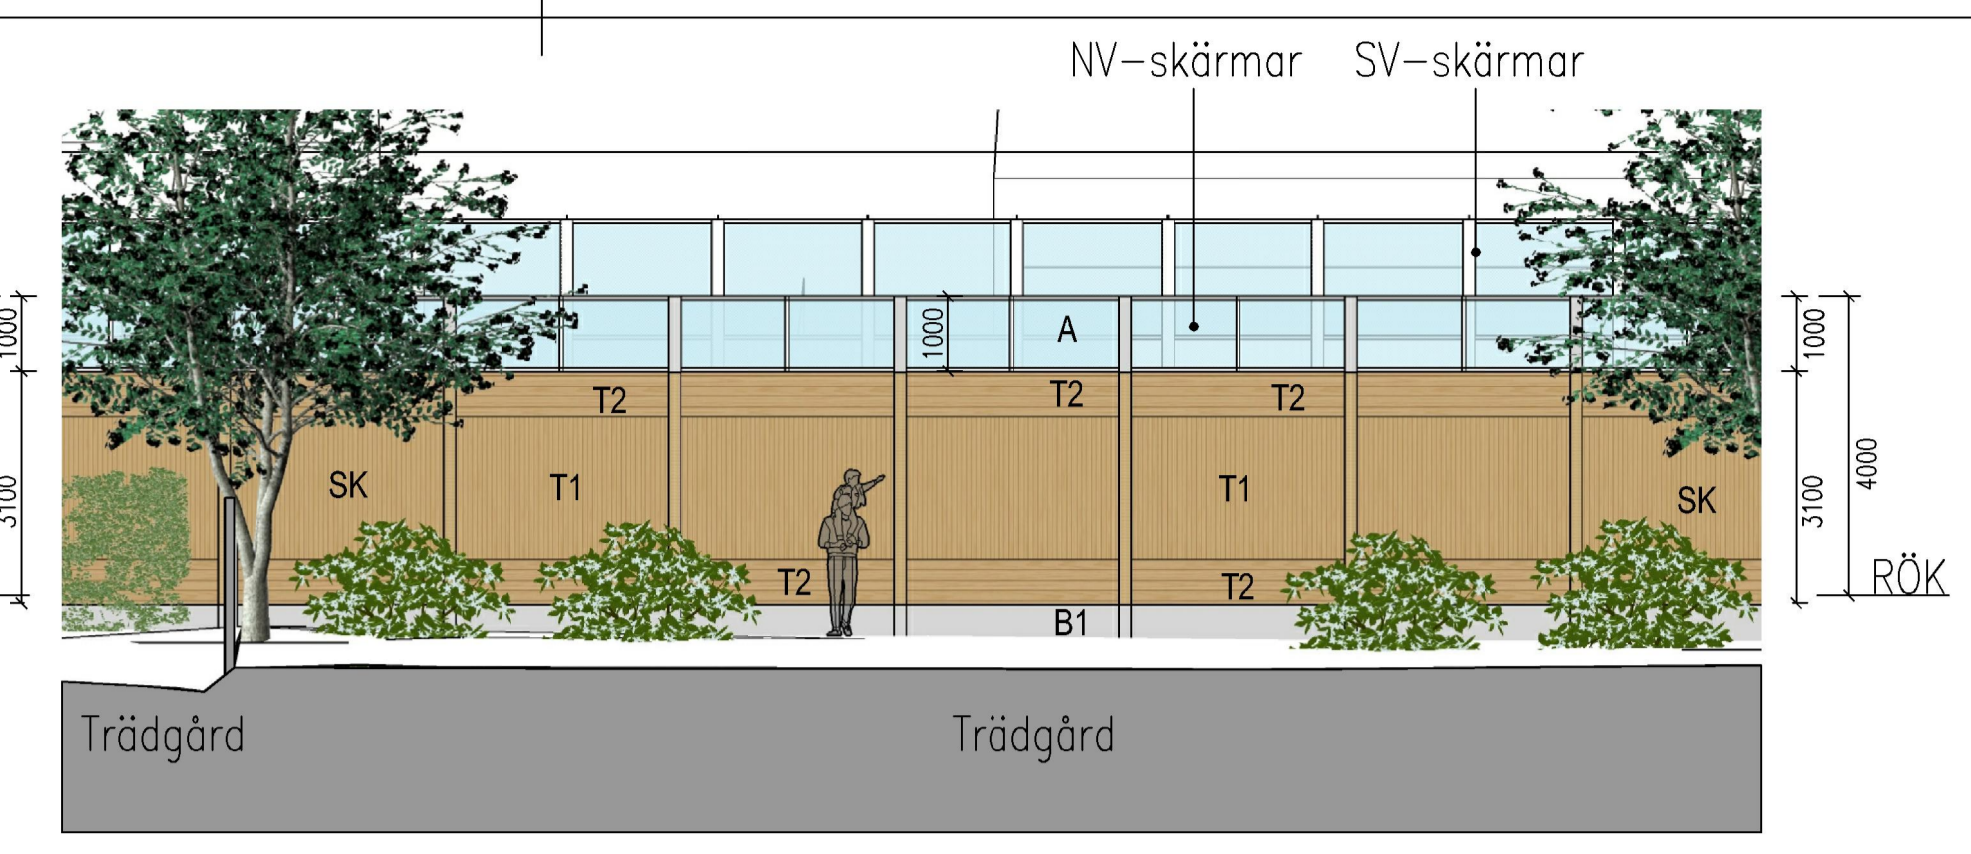 NV-skärmar SV-skärmar
1000 1000 A 1000
T2 T2 T2
SK T1 T1 SK
3100 3100 4000
T2 T2 RÖK
B1
Trädgård Trädgård